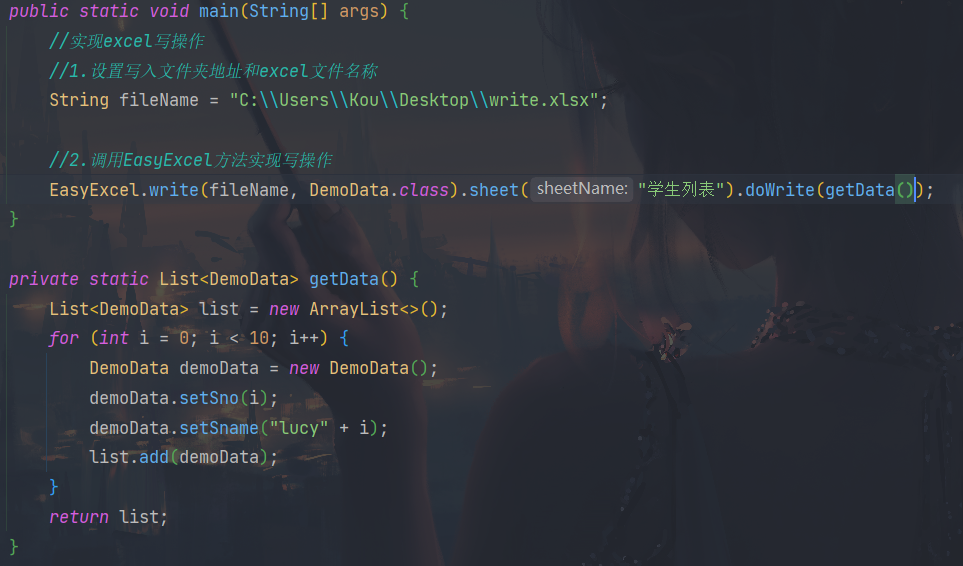 public static void main(String[] args) {
    //实现excel写操作
    //1.设置写入文件夹地址和excel文件名称
    String fileName = "C:\\Users\\Kou\\Desktop\\write.xlsx";
    //2.调用EasyExcel方法实现写操作
    EasyExcel.write(fileName, DemoData.class).sheet( sheetName: "学生列表").doWrite(getData());
}
private static List<DemoData> getData() {
    List<DemoData> list = new ArrayList<>();
    for (int i = 0; i < 10; i++) {
        DemoData demoData = new DemoData();
        demoData.setSno(i);
        demoData.setSname("lucy" + i);
        list.add(demoData);
    }
    return list;
}